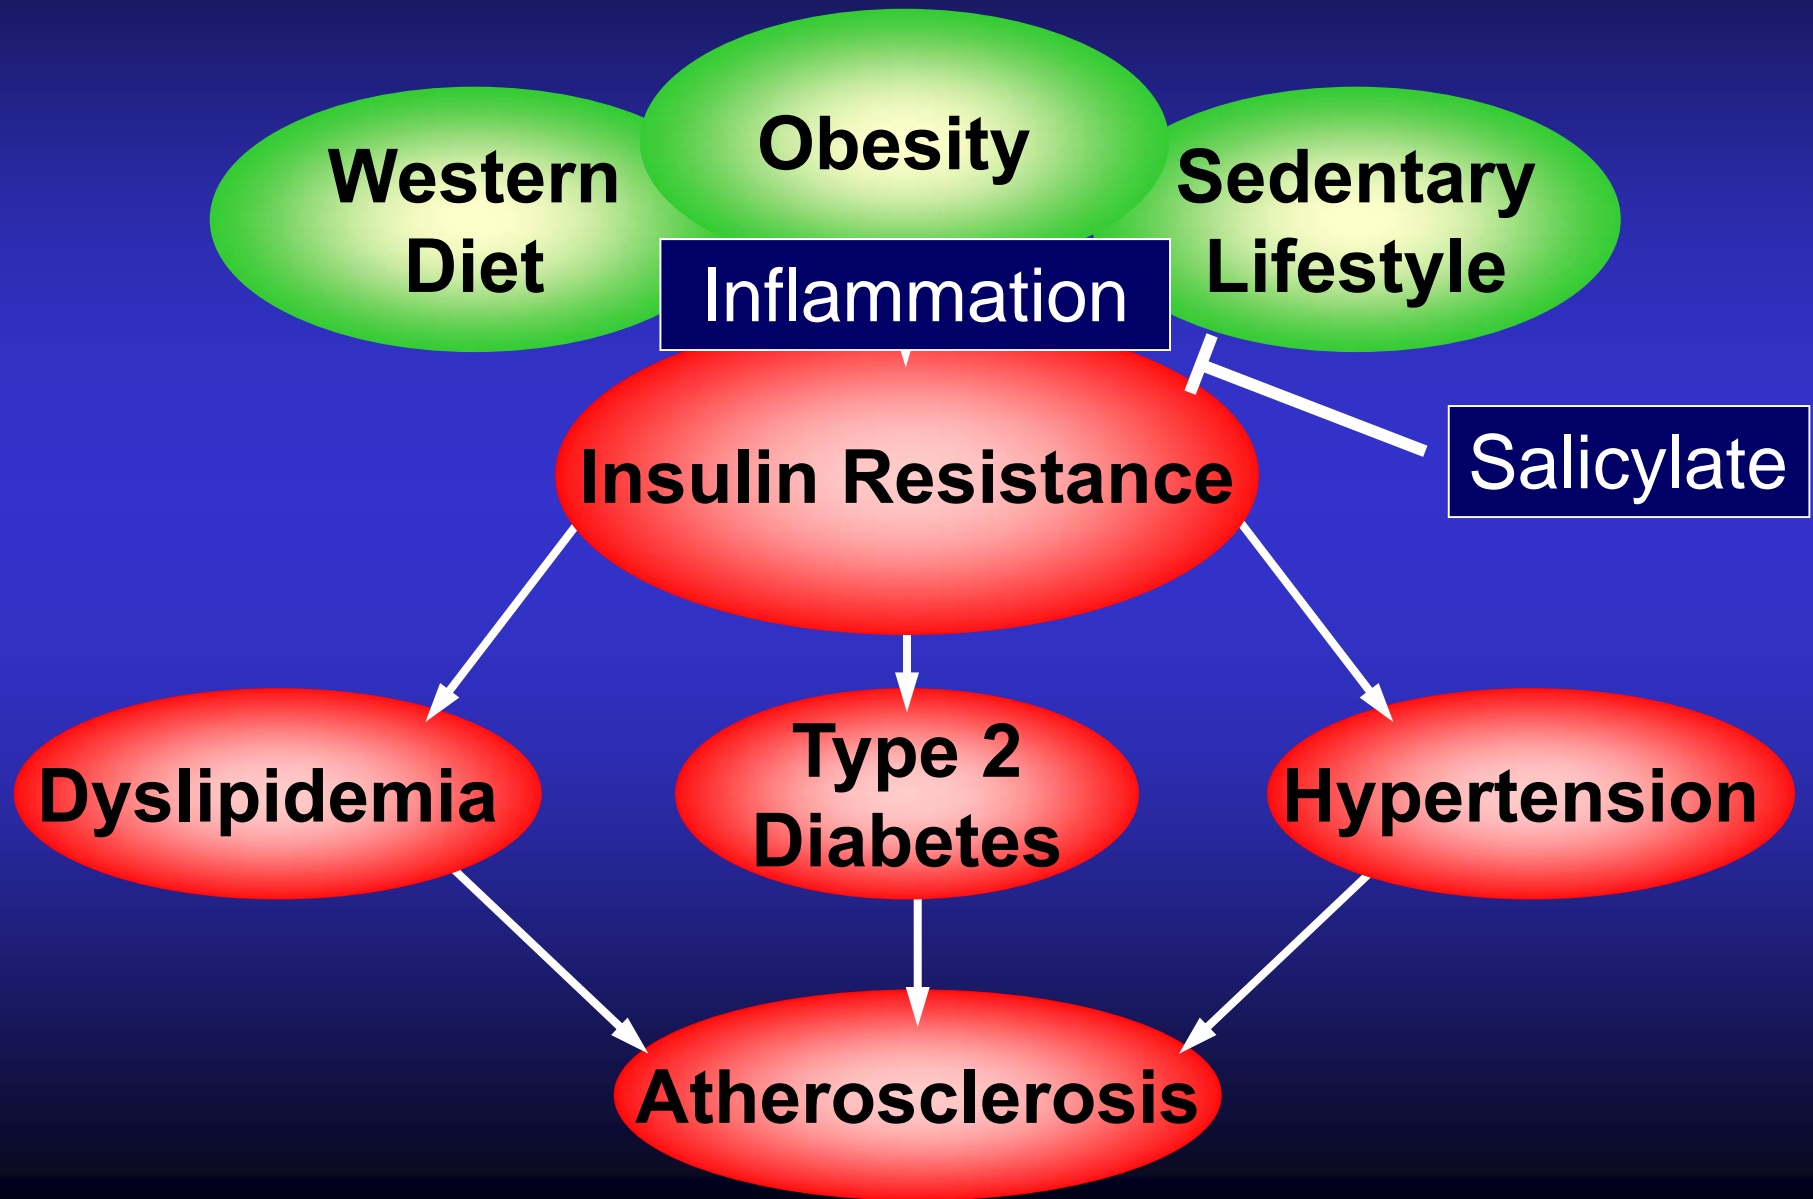 Obesity
Western
Diet
Sedentary
Lifestyle
Inflammation
Insulin Resistance
Salicylate
Dyslipidemia
Type 2
Diabetes
Hypertension
Atherosclerosis